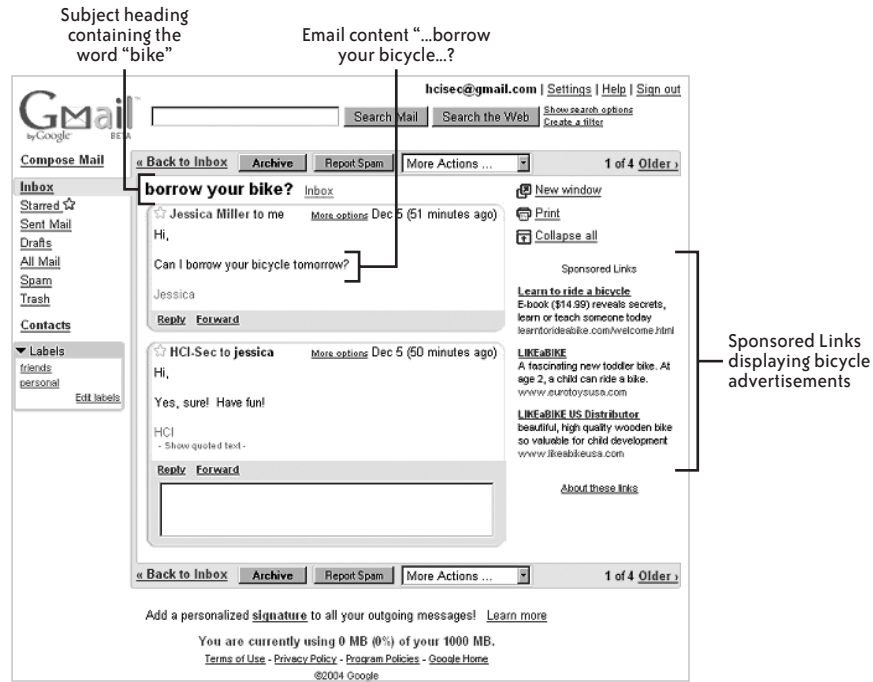 Subject heading
containing the
word “bike”
Email content “...borrow
your bicycle...?
hcisec@gmail.com | Settings | Help | Sign out
Gmail
by Google
BETA
Search Mail
Search the Web
Show search options
Create a filter
Compose Mail
« Back to Inbox
Archive
Report Spam
More Actions ...
1 of 4 Older ›
Inbox
Starred
Sent Mail
Drafts
All Mail
Spam
Trash
Contacts
Labels
friends
personal
Edit labels
borrow your bike? Inbox
Jessica Miller to me
More options Dec 5 (51 minutes ago)
Hi,
Can I borrow your bicycle tomorrow?
Jessica
Reply Forward
HCI-Sec to jessica
More options Dec 5 (50 minutes ago)
Hi,
Yes, sure! Have fun!
HCI
- Show quoted text -
Reply Forward
New window
Print
Collapse all
Sponsored Links
Learn to ride a bicycle
E-book ($14.99) reveals secrets,
learn or teach someone today
learntorideabike.com/welcome.html
LIKEaBIKE
A fascinating new toddler bike. At
age 2, a child can ride a bike.
www.eurotoysusa.com
LIKEaBIKE US Distributor
beautiful, high quality wooden bike
so valuable for child development
www.likeabikeusa.com
About these links
Sponsored Links
displaying bicycle
advertisements
« Back to Inbox
Archive
Report Spam
More Actions ...
1 of 4 Older ›
Add a personalized signature to all your outgoing messages! Learn more
You are currently using 0 MB (0%) of your 1000 MB.
Terms of Use - Privacy Policy - Program Policies - Google Home
©2004 Google